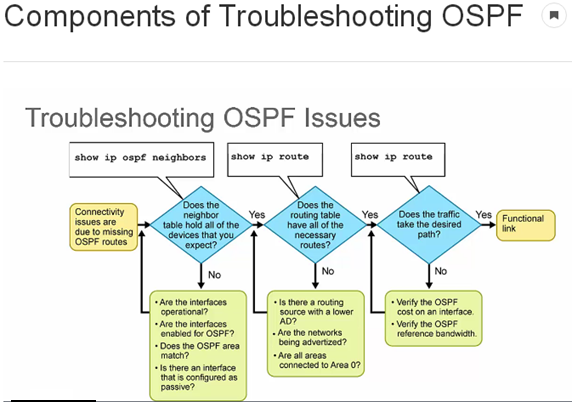 Components of Troubleshooting OSPF
Troubleshooting OSPF Issues
show ip ospf neighbors
show ip route
show ip route
Connectivity
issues are
due to missing
OSPF routes
Does the
neighbor
table hold all of the
devices that you
expect?
Yes
Does the
routing table
have all of the
necessary
routes?
Yes
Does the traffic
take the desired
path?
Yes
Functional
link
No
No
No
• Are the interfaces
operational?
• Are the interfaces
enabled for OSPF?
• Does the OSPF area
match?
• Is there an interface
that is configured as
passive?
• Is there a routing
source with a lower
AD?
• Are the networks
being advertized?
• Are all areas
connected to Area 0?
• Verify the OSPF
cost on an interface.
• Verify the OSPF
reference bandwidth.